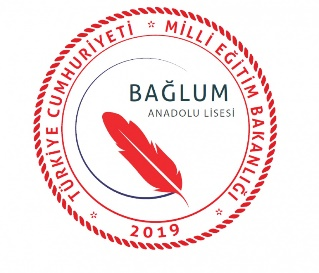 TÜRKİYE CUMHURİYETİ * MİLLİ EĞİTİM BAKANLIĞI
BAĞLUM
ANADOLU LİSESİ
* 2019 *